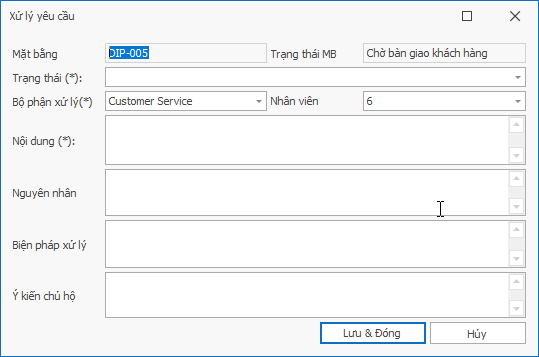 Xử lý yêu cầu
Mặt bằng DIP-005 Trạng thái MB Chờ bàn giao khách hàng
Trạng thái (*):
Bộ phận xử lý(*) Customer Service Nhân viên 6
Nội dung (*):
Nguyên nhân
Biện pháp xử lý
Ý kiến chủ hộ
Lưu & Đóng Hủy